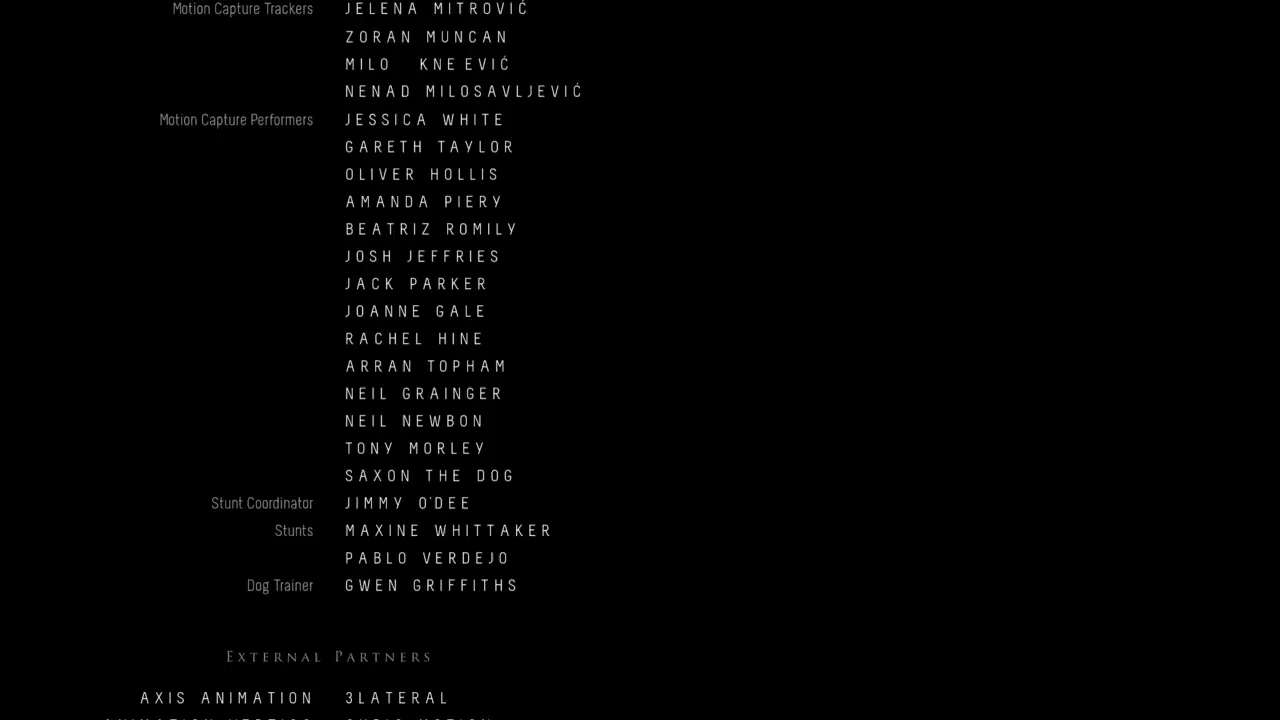 Motion Capture Trackers JELENA MITROVIĆ
ZORAN MUNCAN
MILO KNE EVIĆ
NENAD MILOSAVLJEVIĆ
Motion Capture Performers JESSICA WHITE
GARETH TAYLOR
OLIVER HOLLIS
AMANDA PIERY
BEATRIZ ROMILY
JOSH JEFFRIES
JACK PARKER
JOANNE GALE
RACHEL HINE
ARRAN TOPHAM
NEIL GRAINGER
NEIL NEWBON
TONY MORLEY
SAXON THE DOG
Stunt Coordinator JIMMY O'DEE
Stunts MAXINE WHITTAKER
PABLO VERDEJO
Dog Trainer GWEN GRIFFITHS
EXTERNAL PARTNERS
AXIS ANIMATION 3LATERAL